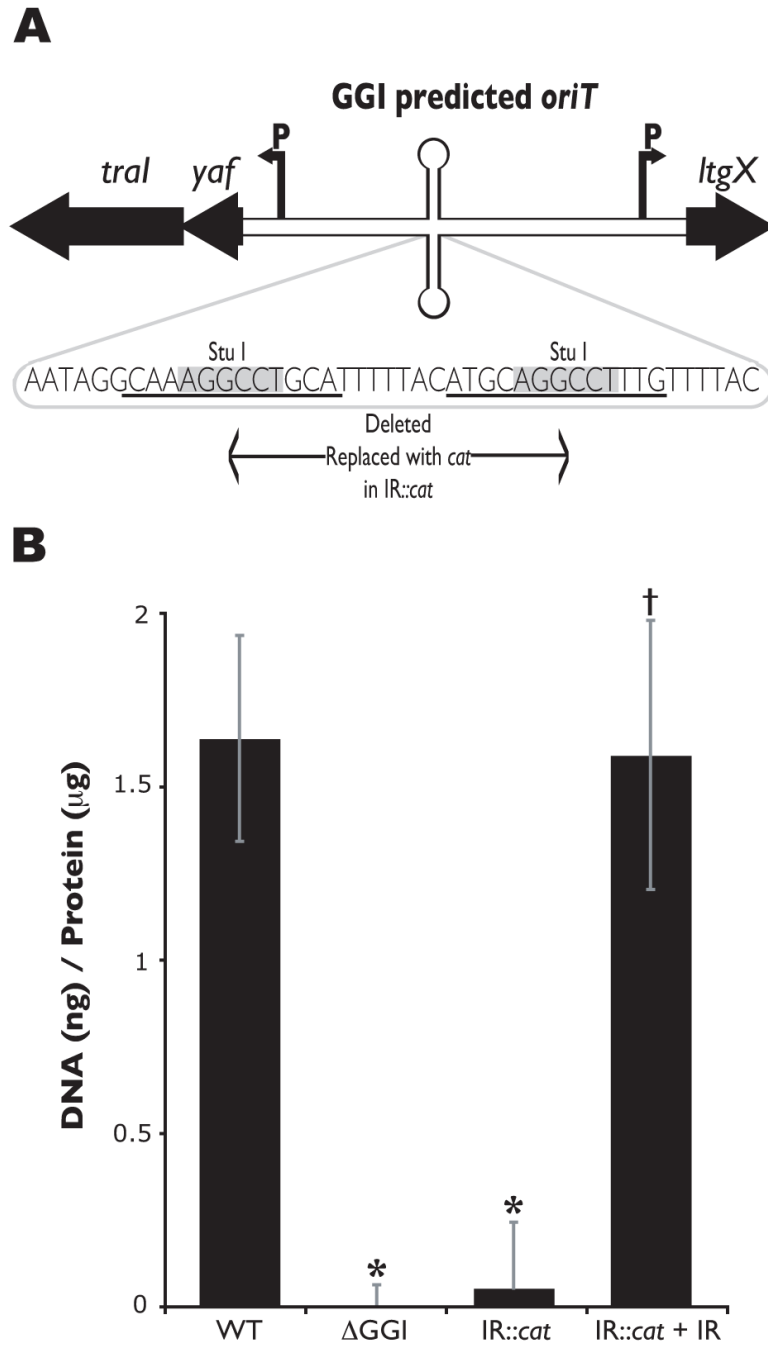 A
GGI predicted oriT
P P
traI yaf ltgX
Stu I Stu I
AATAGGCAAAGGCCTGCATTTTTACATGCAGGCCTTTGTTTTAC
Deleted
Replaced with cat
in IR::cat
B
DNA (ng) / Protein (µg)
2
†
1.5
1
0.5
*
*
0
WT ΔGGI IR::cat IR::cat + IR